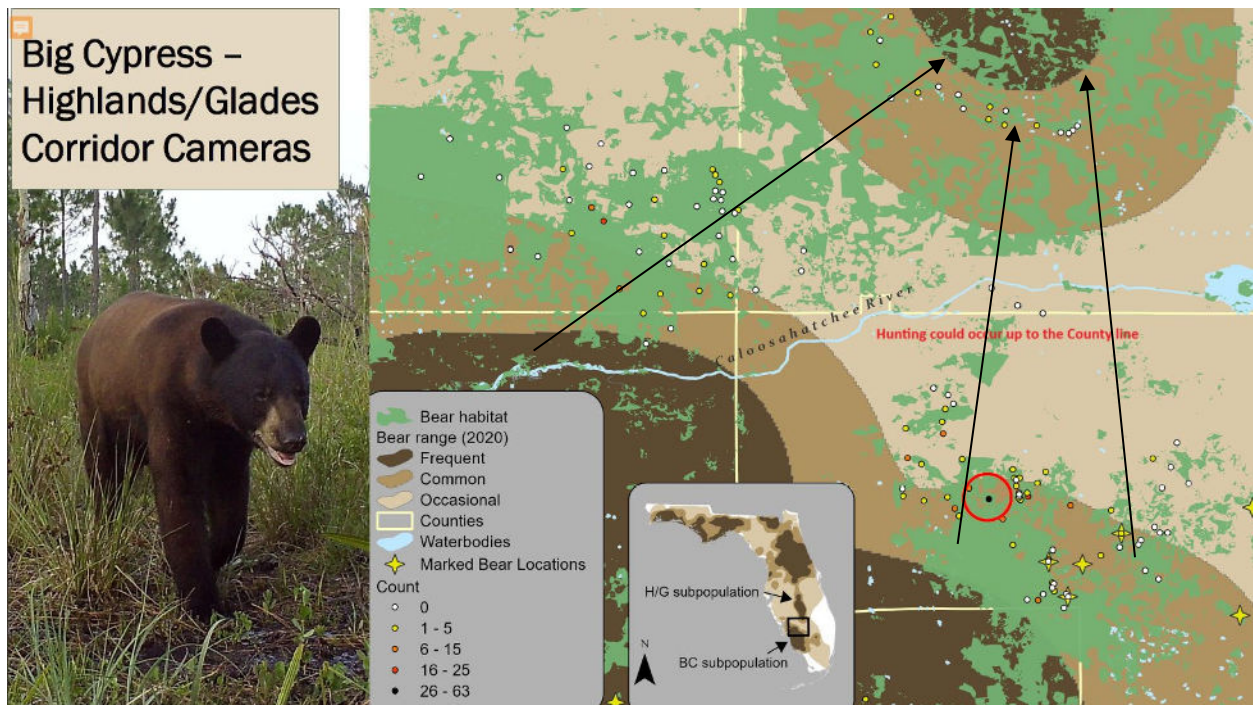 Big Cypress –
Highlands/Glades
Corridor Cameras
Caloosahatchee River
Hunting could occur up to the County line
Bear habitat
Bear range (2020)
Frequent
Common
Occasional
Counties
Waterbodies
Marked Bear Locations
Count
0
1 - 5
6 - 15
16 - 25
26 - 63
H/G subpopulation
N
BC subpopulation